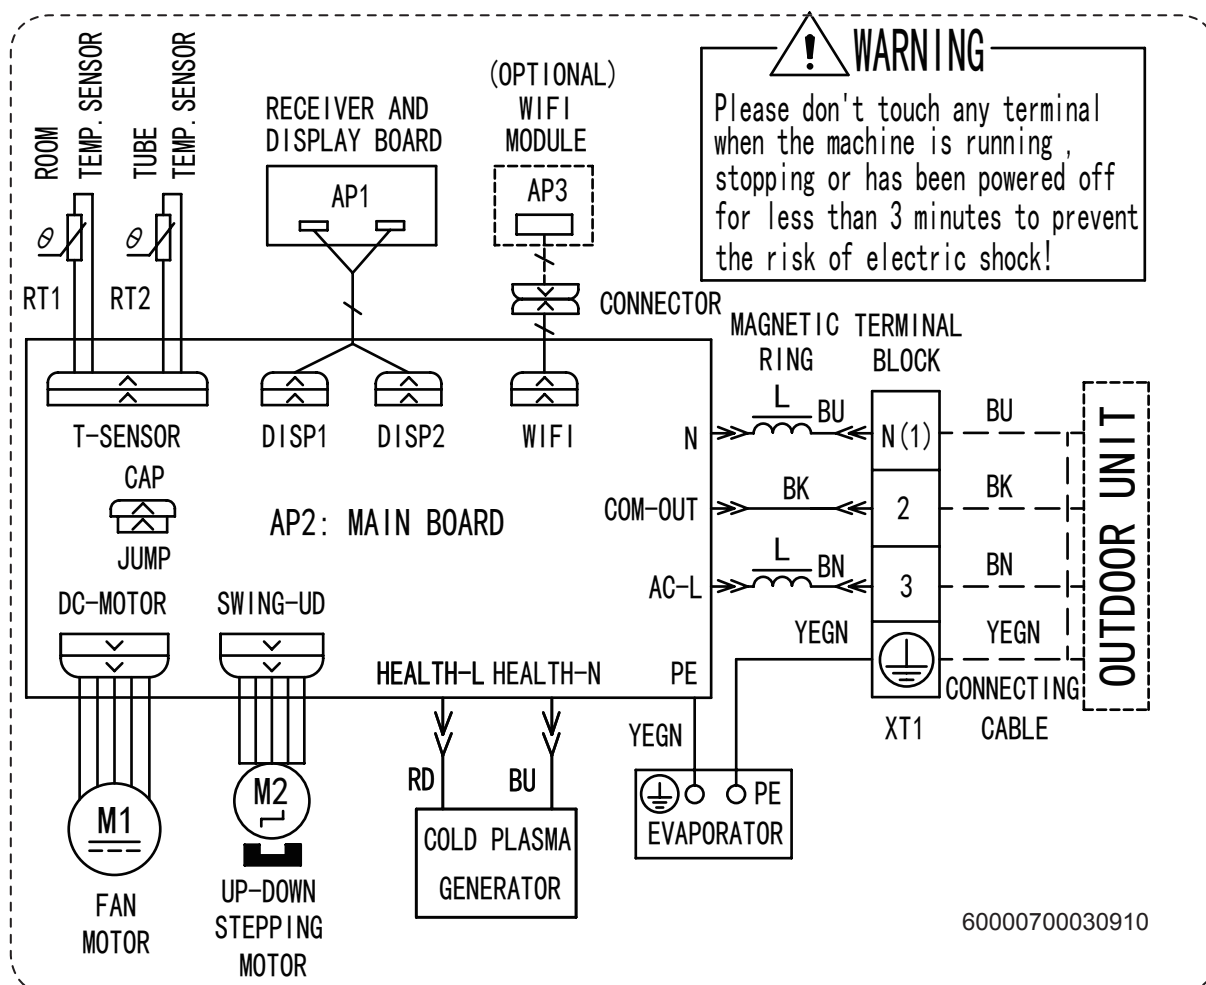 ROOM
TEMP. SENSOR
TUBE
TEMP. SENSOR
RECEIVER AND
DISPLAY BOARD
(OPTIONAL)
WIFI
MODULE
WARNING
Please don't touch any terminal
when the machine is running ,
stopping or has been powered off
for less than 3 minutes to prevent
the risk of electric shock!
AP1
AP3
θ
θ
RT1
RT2
CONNECTOR
MAGNETIC
RING
TERMINAL
BLOCK
T-SENSOR
DISP1
DISP2
WIFI
N
L
BU
N(1)
BU
CAP
JUMP
AP2: MAIN BOARD
COM-OUT
BK
2
BK
AC-L
L
BN
3
BN
OUTDOOR UNIT
DC-MOTOR
SWING-UD
HEALTH-L
HEALTH-N
PE
YEGN
YEGN
CONNECTING
CABLE
XT1
YEGN
RD
BU
M1
M2
PE
EVAPORATOR
COLD PLASMA
GENERATOR
FAN
MOTOR
UP-DOWN
STEPPING
MOTOR
60000700030910